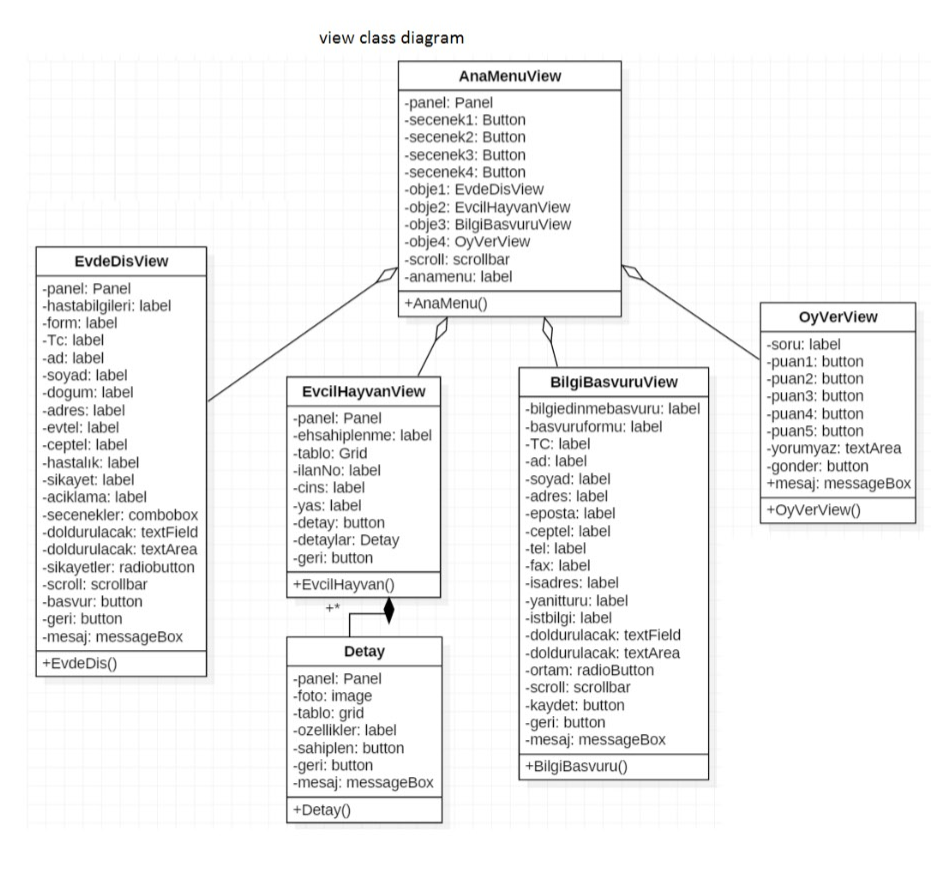 view class diagram
AnaMenuView
-panel: Panel
-secenek1: Button
-secenek2: Button
-secenek3: Button
-secenek4: Button
-obje1: EvdeDisView
-obje2: EvcilHayvanView
-obje3: BilgiBasvuruView
-obje4: OyVerView
-scroll: scrollbar
-anamenu: label
+AnaMenu()
EvdeDisView
-panel: Panel
-hastabilgileri: label
-form: label
-Tc: label
-ad: label
-soyad: label
-dogum: label
-adres: label
-evtel: label
-ceptel: label
-hastalık: label
-sikayet: label
-aciklama: label
-secenekler: combobox
-doldurulacak: textField
-doldurulacak: textArea
-sikayetler: radiobutton
-scroll: scrollbar
-basvur: button
-geri: button
-mesaj: messageBox
+EvdeDis()
EvcilHayvanView
-panel: Panel
-ehsahiplenme: label
-tablo: Grid
-ilanNo: label
-cins: label
-yas: label
-detay: button
-detaylar: Detay
-geri: button
+EvcilHayvan()
+*
Detay
-panel: Panel
-foto: image
-tablo: grid
-ozellikler: label
-sahiplen: button
-geri: button
-mesaj: messageBox
+Detay()
BilgiBasvuruView
-bilgiedinmebasvuru: label
-basvuruformu: label
-TC: label
-ad: label
-soyad: label
-adres: label
-eposta: label
-ceptel: label
-tel: label
-fax: label
-isadres: label
-yanitturu: label
-istbilgi: label
-doldurulacak: textField
-doldurulacak: textArea
-ortam: radioButton
-scroll: scrollbar
-kaydet: button
-geri: button
-mesaj: messageBox
+BilgiBasvuru()
OyVerView
-soru: label
-puan1: button
-puan2: button
-puan3: button
-puan4: button
-puan5: button
-yorumyaz: textArea
-gonder: button
+mesaj: messageBox
+OyVerView()